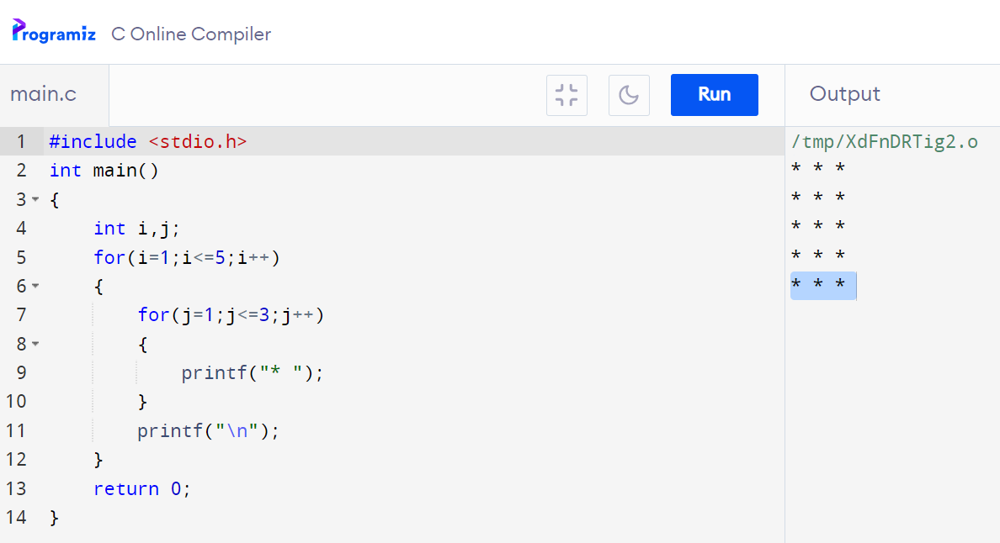 Programiz C Online Compiler
main.c
Run
Output
1 #include <stdio.h>
2 int main()
3 {
4     int i,j;
5     for(i=1;i<=5;i++)
6     {
7         for(j=1;j<=3;j++)
8         {
9             printf("* ");
10         }
11         printf("\n");
12     }
13     return 0;
14 }
/tmp/XdFnDRTig2.o
* * *
* * *
* * *
* * *
* * *